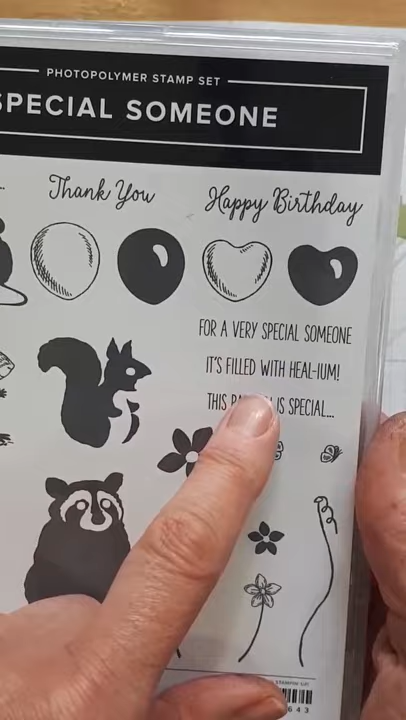 PHOTOPOLYMER STAMP SET
SPECIAL SOMEONE
Thank You
Happy Birthday
FOR A VERY SPECIAL SOMEONE
IT'S FILLED WITH HEAL-IUM!
THIS IS SPECIAL...
643